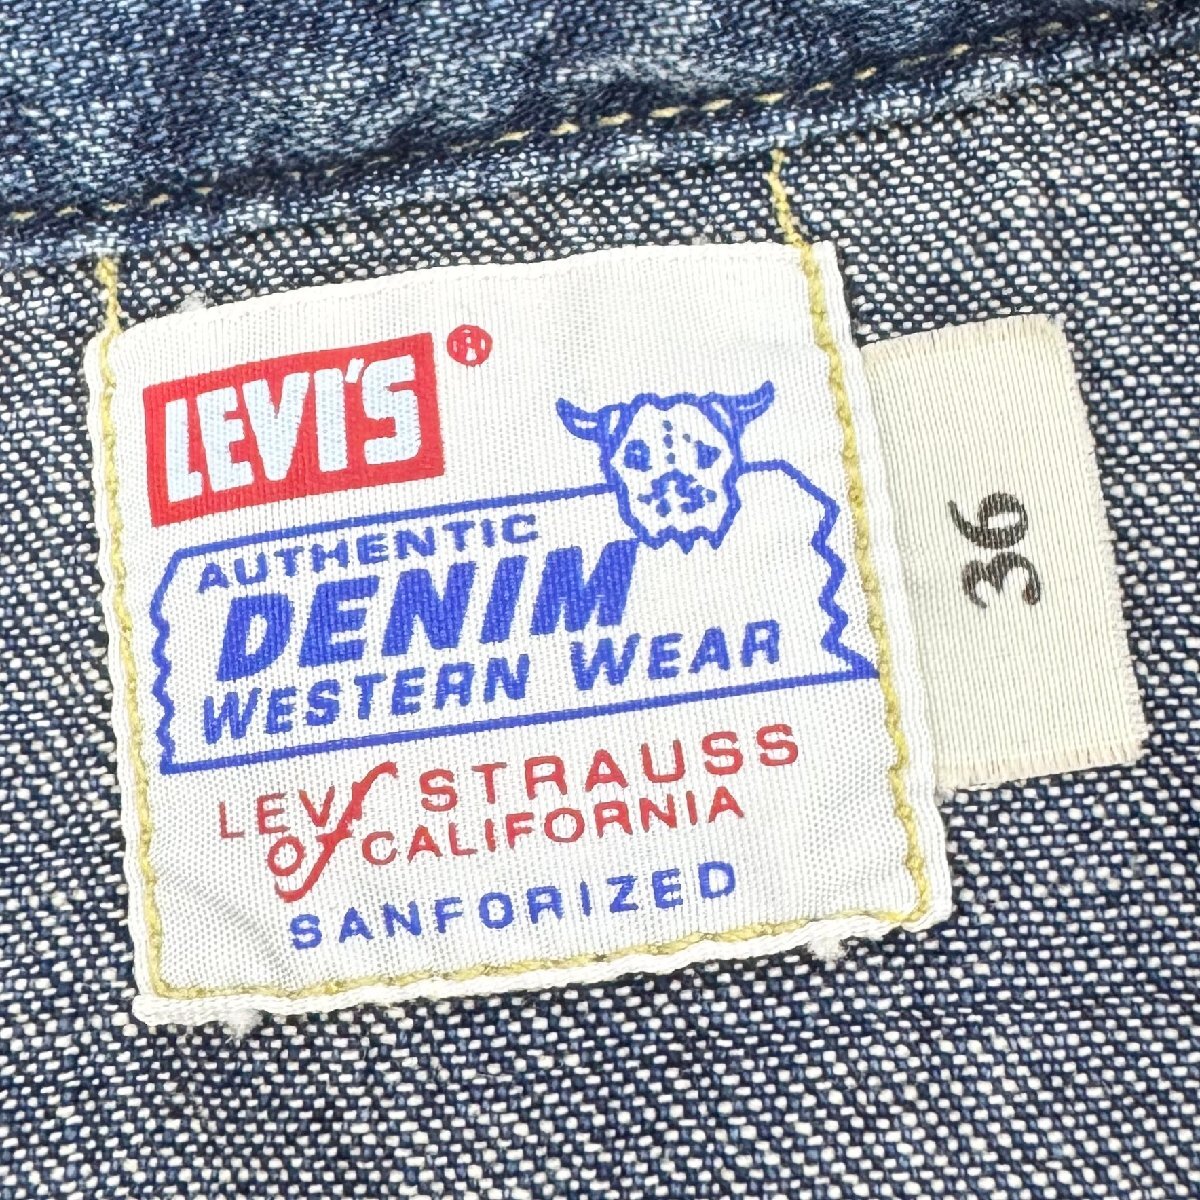 LEVI'S ®
AUTHENTIC
DENIM
WESTERN WEAR
LEVI STRAUSS
OF CALIFORNIA
SANFORIZED
36